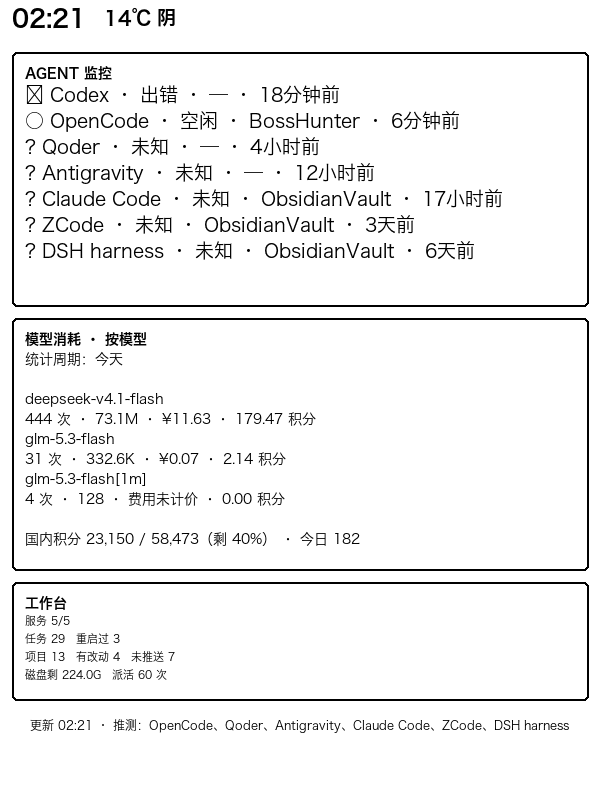 02:21 14℃ 阴
AGENT 监控
☒ Codex · 出错 · — · 18分钟前
○ OpenCode · 空闲 · BossHunter · 6分钟前
? Qoder · 未知 · — · 4小时前
? Antigravity · 未知 · — · 12小时前
? Claude Code · 未知 · ObsidianVault · 17小时前
? ZCode · 未知 · ObsidianVault · 3天前
? DSH harness · 未知 · ObsidianVault · 6天前
模型消耗 · 按模型
统计周期：今天
deepseek-v4.1-flash
444 次 · 73.1M · ¥11.63 · 179.47 积分
glm-5.3-flash
31 次 · 332.6K · ¥0.07 · 2.14 积分
glm-5.3-flash[1m]
4 次 · 128 · 费用未计价 · 0.00 积分
国内积分 23,150 / 58,473（剩 40%） · 今日 182
工作台
服务 5/5
任务 29 重启过 3
项目 13 有改动 4 未推送 7
磁盘剩 224.0G 派活 60 次
更新 02:21 · 推测：OpenCode、Qoder、Antigravity、Claude Code、ZCode、DSH harness